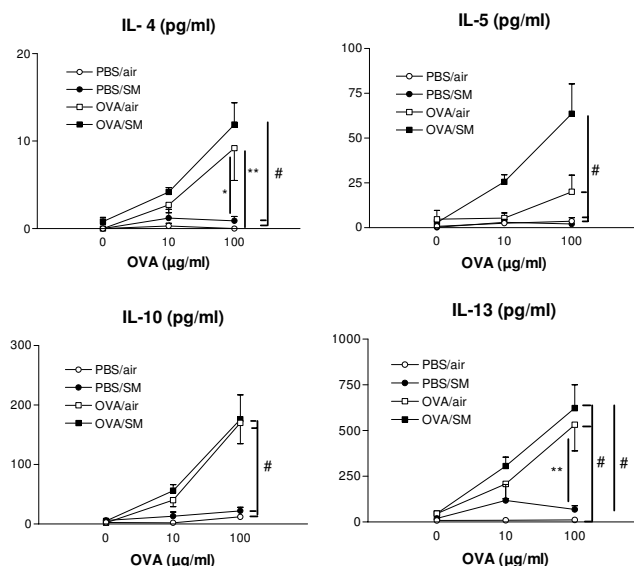 IL- 4 (pg/ml)
20
10
0
PBS/air
PBS/SM
OVA/air
OVA/SM
*
**
#
0 10 100
OVA (µg/ml)
IL-5 (pg/ml)
100
75
50
25
0
PBS/air
PBS/SM
OVA/air
OVA/SM
#
0 10 100
OVA (µg/ml)
IL-10 (pg/ml)
300
200
100
0
PBS/air
PBS/SM
OVA/air
OVA/SM
#
0 10 100
OVA (µg/ml)
IL-13 (pg/ml)
1000
750
500
250
0
PBS/air
PBS/SM
OVA/air
OVA/SM
**
#
#
0 10 100
OVA (µg/ml)